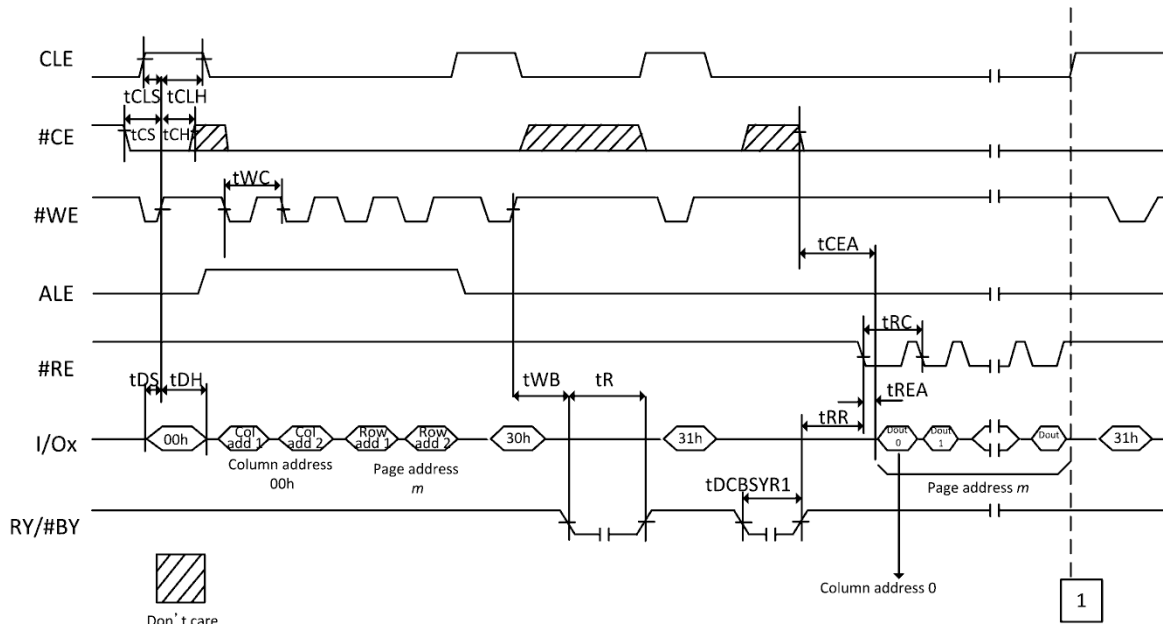 CLE
tCLS
tCLH
#CE
tCS
tCH
tWC
#WE
tCEA
ALE
tRC
#RE
tDS
tDH
tWB
tR
tREA
tRR
I/Ox
00h
Col
add 1
Col
add 2
Row
add 1
Row
add 2
30h
31h
Dout
0
Dout
1
Dout
31h
Column address
00h
Page address
m
tDCBSYR1
Page address m
RY/#BY
Column address 0
1
Don't care